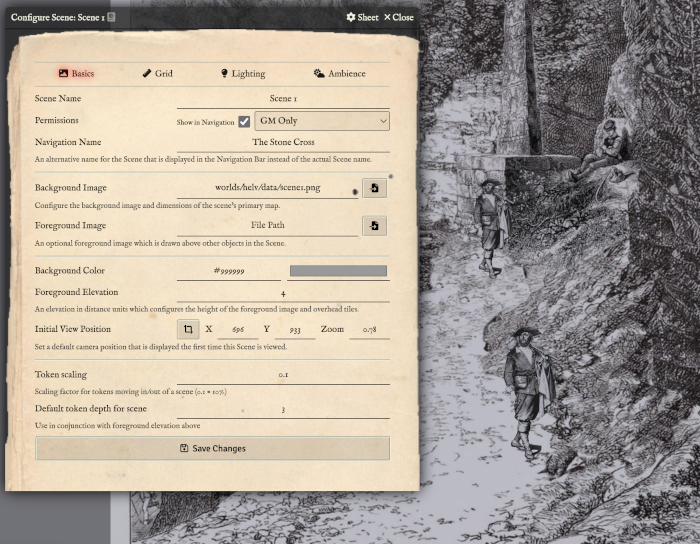 Configure Scene: Scene 1 Sheet Close
Basics Grid Lighting Ambience
Scene Name Scene 1
Permissions Show in Navigation GM Only
Navigation Name The Stone Cross
An alternative name for the Scene that is displayed in the Navigation Bar instead of the actual Scene name.
Background Image worlds/helv/data/scene1.png
Configure the background image and dimensions of the scene's primary map.
Foreground Image File Path
An optional foreground image which is drawn above other objects in the Scene.
Background Color #999999
Foreground Elevation 4
An elevation in distance units which configures the height of the foreground image and overhead tiles.
Initial View Position X 696 Y 933 Zoom 0.78
Set a default camera position that is displayed the first time this Scene is viewed.
Token scaling 0.1
Scaling factor for tokens moving in/out of a scene (0.1 = 10%)
Default token depth for scene 3
Use in conjunction with foreground elevation above
Save Changes